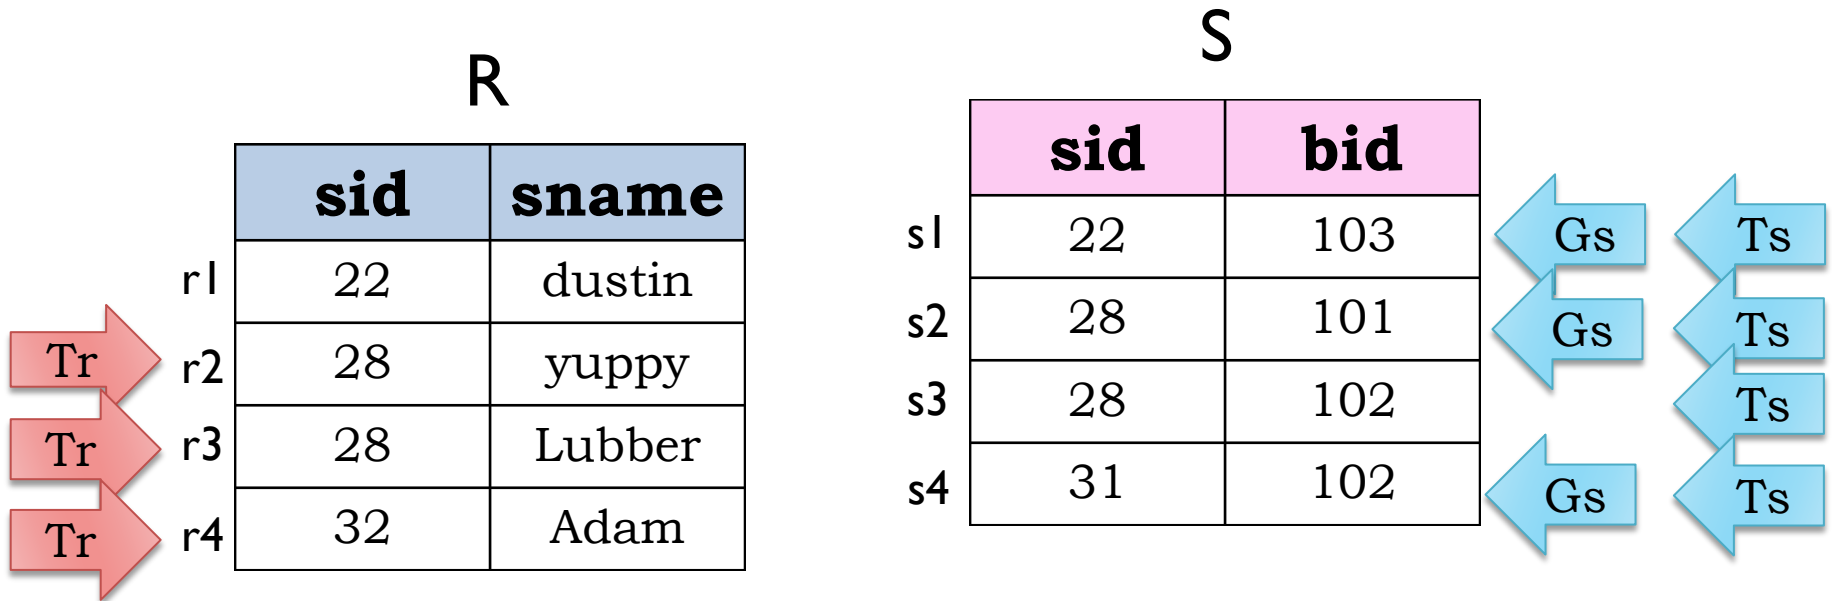 R
sid sname
r1 22 dustin
Tr r2 28 yuppy
Tr r3 28 Lubber
Tr r4 32 Adam
S
sid bid
s1 22 103 Gs Ts
s2 28 101 Gs Ts
s3 28 102 Ts
s4 31 102 Gs Ts